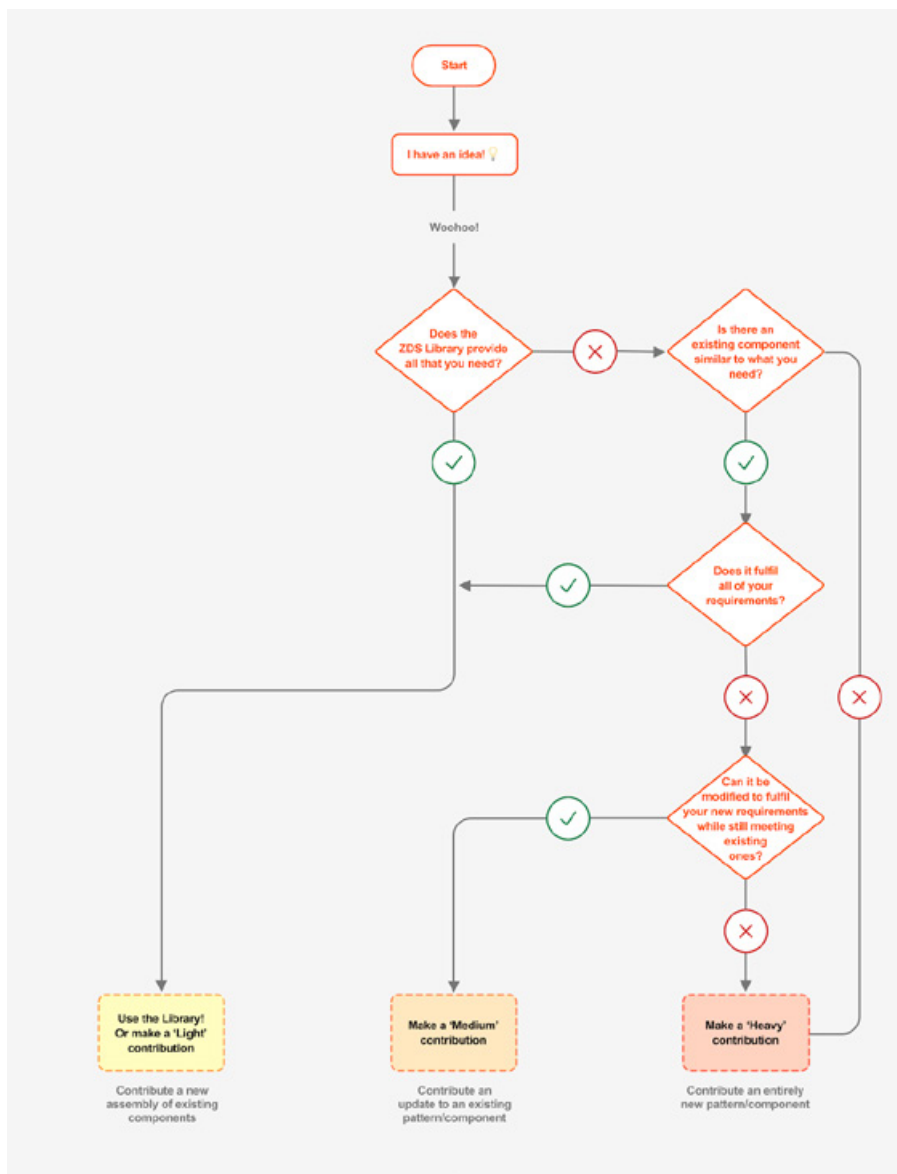 Start
I have an idea!💡
Woohoo!
Does the
ZDS Library provide
all that you need?
Is there an
existing component
similar to what you
need?
Does it fulfil
all of your
requirements?
Can it be
modified to fulfil
your new requirements
while still meeting
existing
ones?
Use the Library!
Or make a ‘Light’
contribution
Make a ‘Medium’
contribution
Make a ‘Heavy’
contribution
Contribute a new
assembly of existing
components
Contribute an
update to an existing
pattern/component
Contribute an entirely
new pattern/component